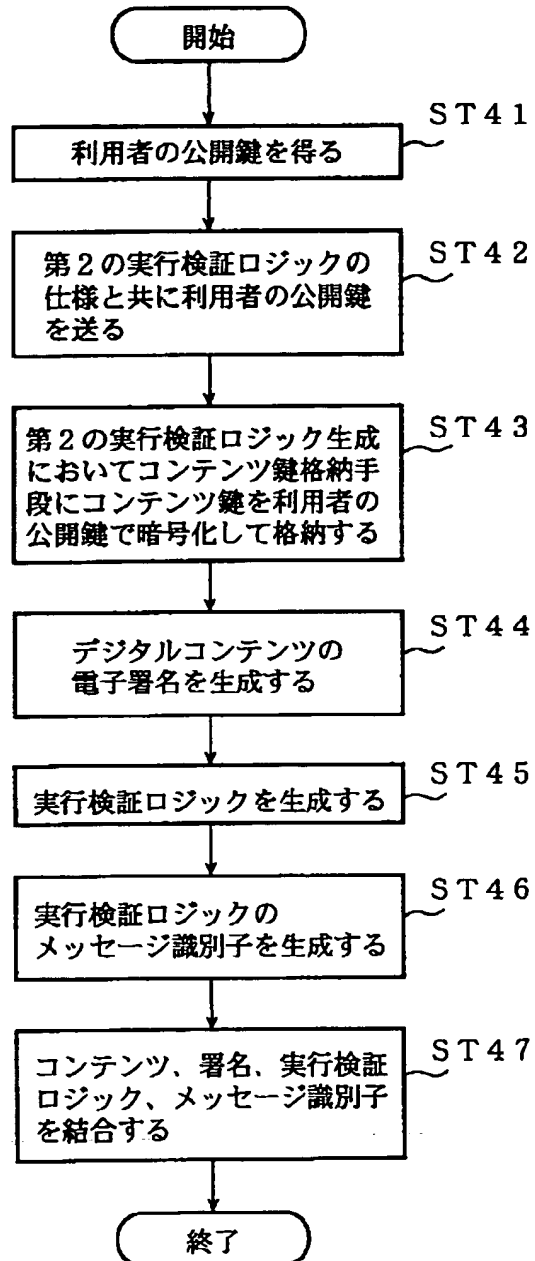 開始
ST41
利用者の公開鍵を得る
ST42
第2の実行検証ロジックの
仕様と共に利用者の公開鍵
を送る
ST43
第2の実行検証ロジック生成
においてコンテンツ鍵格納手
段にコンテンツ鍵を利用者の
公開鍵で暗号化して格納する
ST44
デジタルコンテンツの
電子署名を生成する
ST45
実行検証ロジックを生成する
ST46
実行検証ロジックの
メッセージ識別子を生成する
ST47
コンテンツ、署名、実行検証
ロジック、メッセージ識別子
を結合する
終了